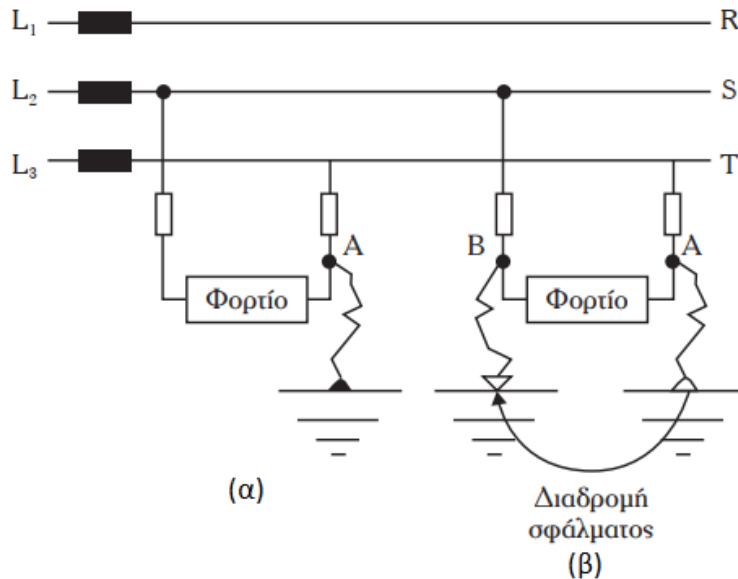 L₁ R
L₂ S
L₃ T
A B A
Φορτίο Φορτίο
(α)
Διαδρομή
σφάλματος
(β)